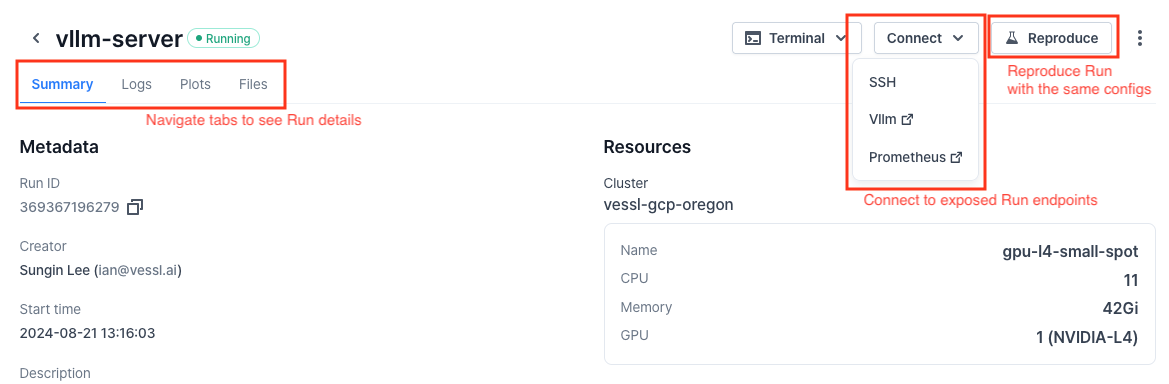 vllm-server
Running
Terminal
Connect
Reproduce
Summary
Logs
Plots
Files
SSH
Vllm
Prometheus
Reproduce Run
with the same configs
Navigate tabs to see Run details
Connect to exposed Run endpoints
Metadata
Run ID
369367196279
Creator
Sungin Lee (ian@vessl.ai)
Start time
2024-08-21 13:16:03
Description
Resources
Cluster
vessl-gcp-oregon
Name gpu-l4-small-spot
CPU 11
Memory 42Gi
GPU 1 (NVIDIA-L4)